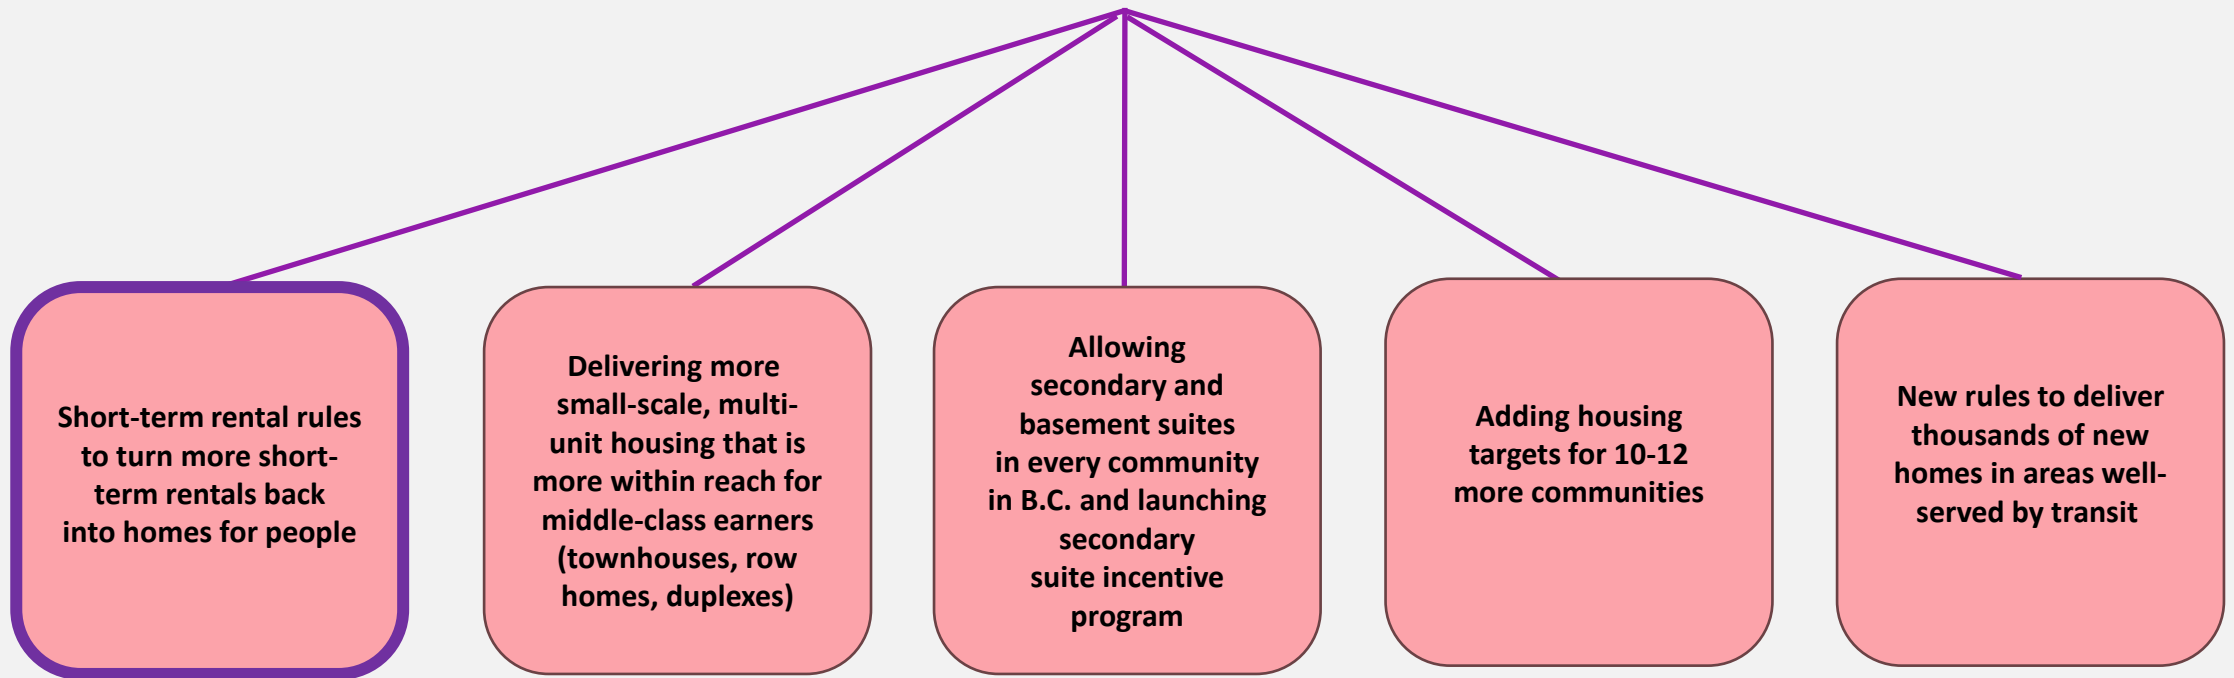 Short-term rental rules
to turn more short-
term rentals back
into homes for people
Delivering more
small-scale, multi-
unit housing that is
more within reach for
middle-class earners
(townhouses, row
homes, duplexes)
Allowing
secondary and
basement suites
in every community
in B.C. and launching
secondary
suite incentive
program
Adding housing
targets for 10-12
more communities
New rules to deliver
thousands of new
homes in areas well-
served by transit